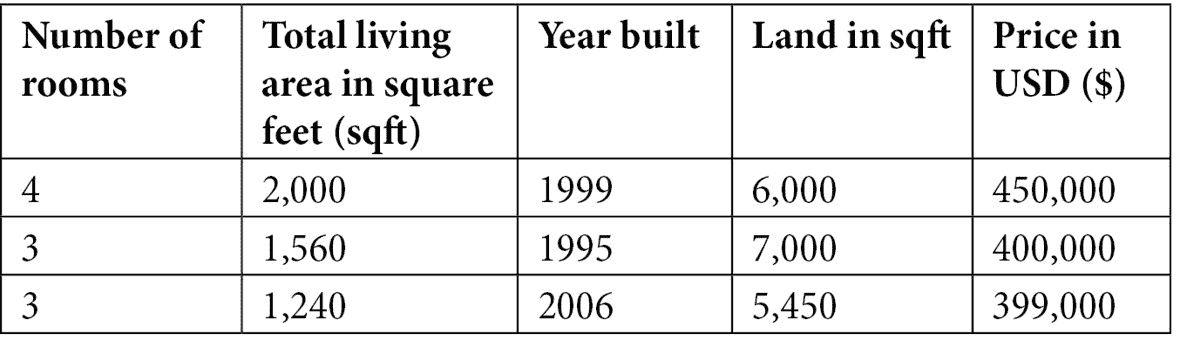 Number of rooms Total living area in square feet (sqft) Year built Land in sqft Price in USD ($)
4 2,000 1999 6,000 450,000
3 1,560 1995 7,000 400,000
3 1,240 2006 5,450 399,000